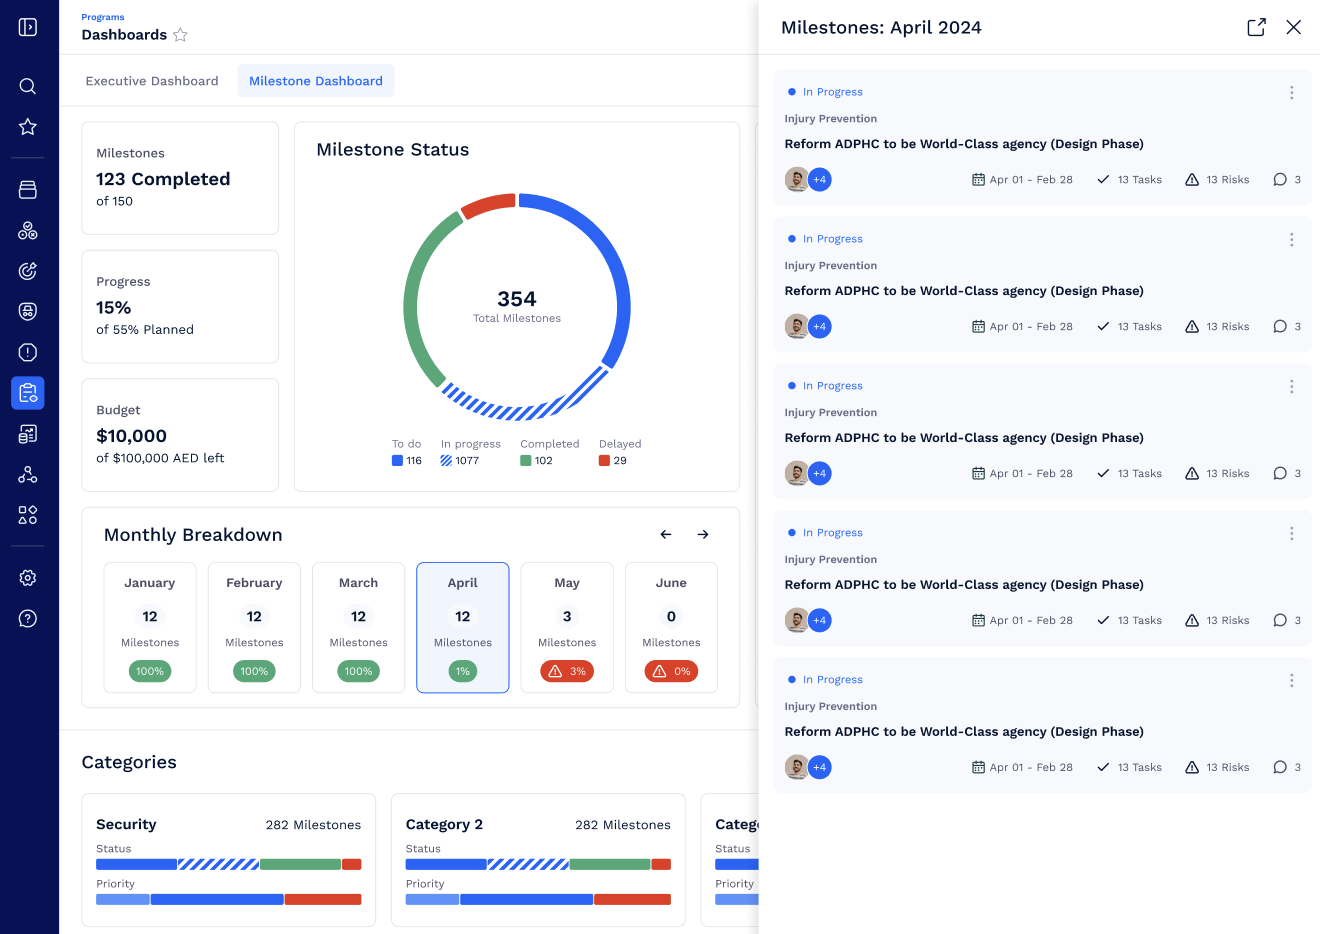 Programs
Dashboards
Executive Dashboard
Milestone Dashboard
Milestones
123 Completed
of 150
Progress
15%
of 55% Planned
Budget
$10,000
of $100,000 AED left
Milestone Status
354
Total Milestones
To do
116
In progress
1077
Completed
102
Delayed
29
Monthly Breakdown
January
12
Milestones
100%
February
12
Milestones
100%
March
12
Milestones
100%
April
12
Milestones
1%
May
3
Milestones
3%
June
0
Milestones
0%
Categories
Security
282 Milestones
Status
Priority
Category 2
282 Milestones
Status
Priority
Categ
Status
Priority
Milestones: April 2024
In Progress
Injury Prevention
Reform ADPHC to be World-Class agency (Design Phase)
+4
Apr 01 - Feb 28
13 Tasks
13 Risks
3
In Progress
Injury Prevention
Reform ADPHC to be World-Class agency (Design Phase)
+4
Apr 01 - Feb 28
13 Tasks
13 Risks
3
In Progress
Injury Prevention
Reform ADPHC to be World-Class agency (Design Phase)
+4
Apr 01 - Feb 28
13 Tasks
13 Risks
3
In Progress
Injury Prevention
Reform ADPHC to be World-Class agency (Design Phase)
+4
Apr 01 - Feb 28
13 Tasks
13 Risks
3
In Progress
Injury Prevention
Reform ADPHC to be World-Class agency (Design Phase)
+4
Apr 01 - Feb 28
13 Tasks
13 Risks
3